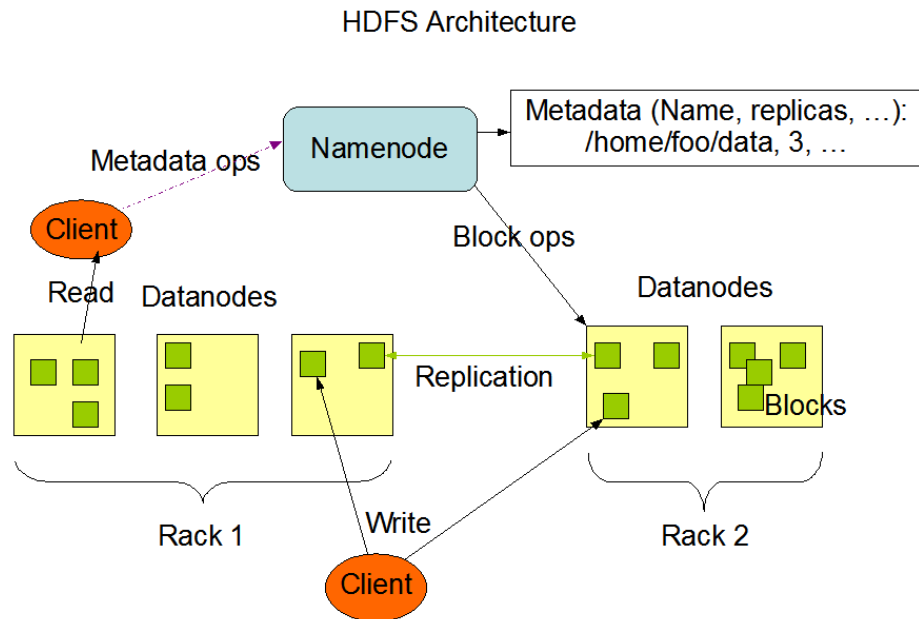 HDFS Architecture
Metadata (Name, replicas, …):
/home/foo/data, 3, …
Namenode
Metadata ops
Client
Block ops
Read
Datanodes
Datanodes
Replication
Blocks
Rack 1
Write
Rack 2
Client